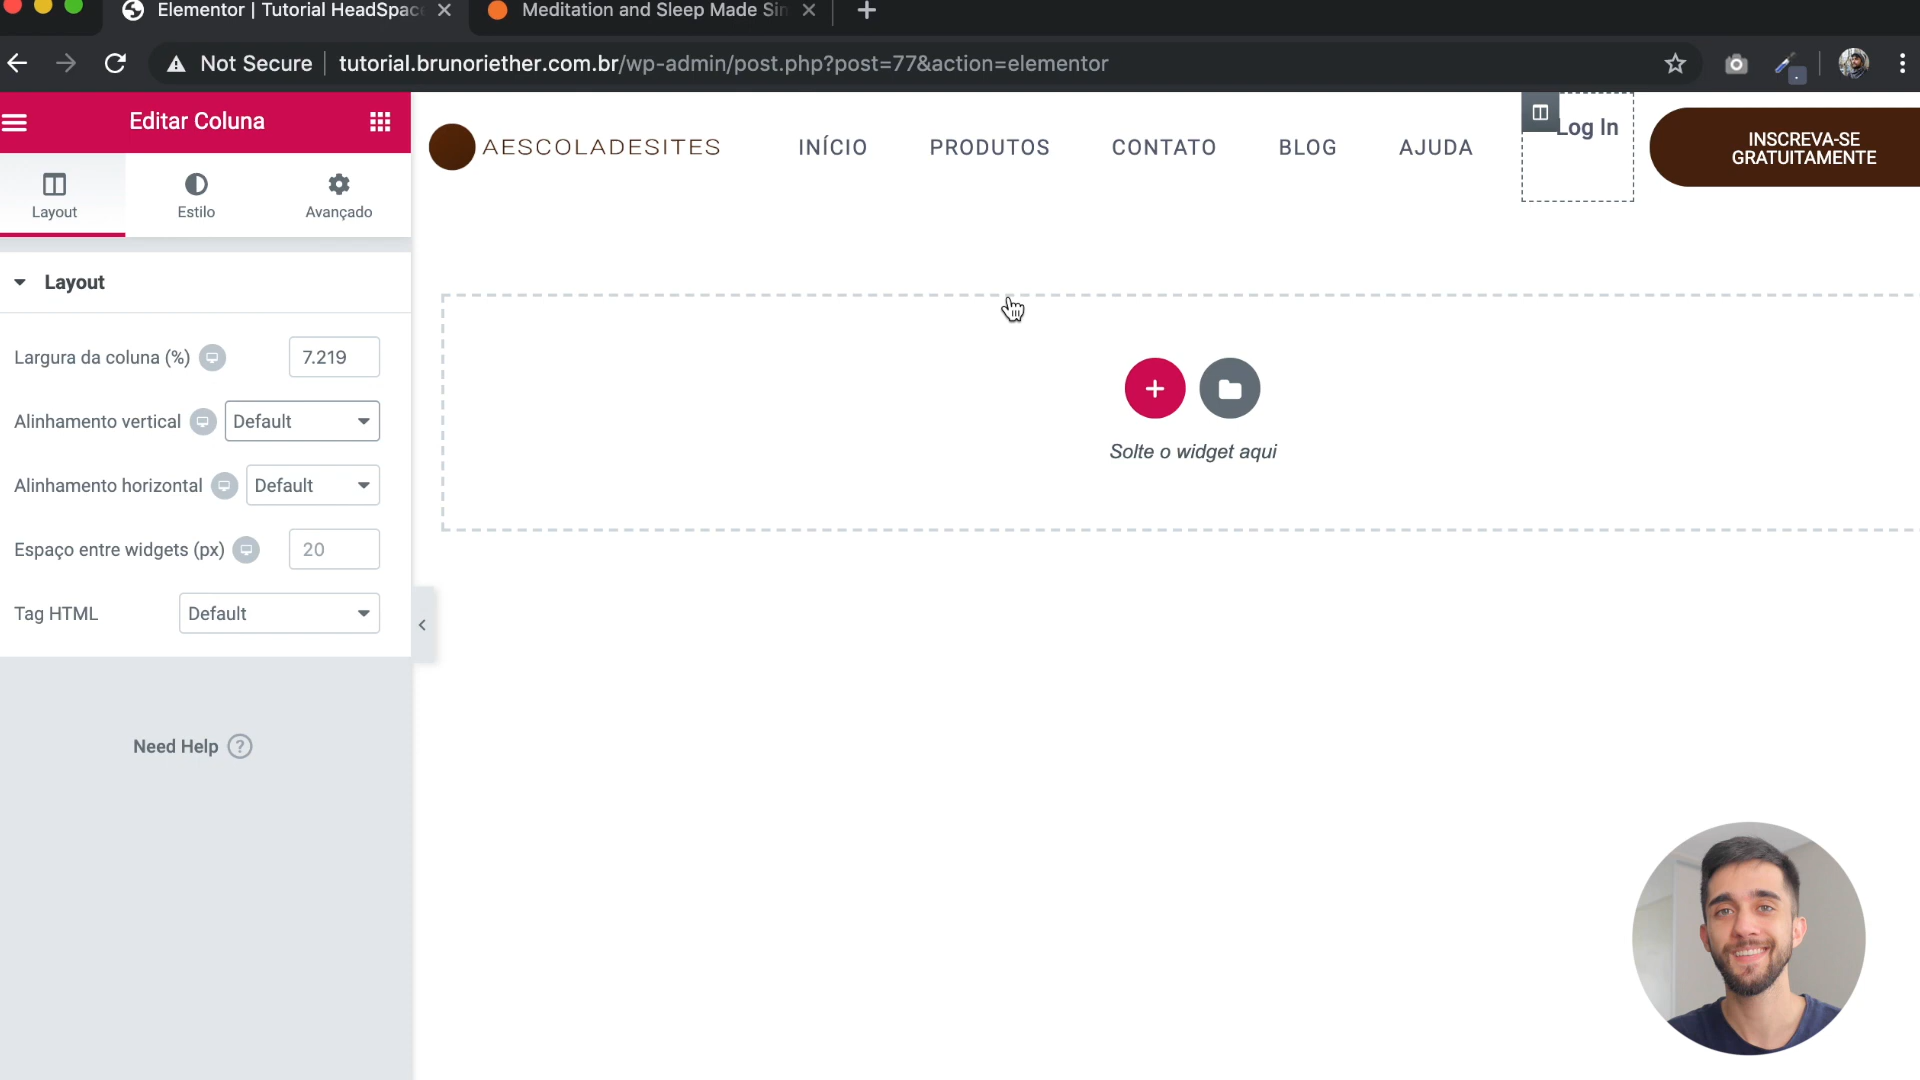 Elementor | Tutorial HeadSpac
Meditation and Sleep Made Sim
Not Secure
tutorial.brunoriether.com.br/wp-admin/post.php?post=77&action=elementor
Editar Coluna
AESCOLADESITES
INÍCIO
PRODUTOS
CONTATO
BLOG
AJUDA
Log In
INSCREVA-SE
GRATUITAMENTE
Layout
Estilo
Avançado
Layout
Largura da coluna (%)
7.219
Alinhamento vertical
Default
Alinhamento horizontal
Default
Espaço entre widgets (px)
20
Tag HTML
Default
Solte o widget aqui
Need Help ?